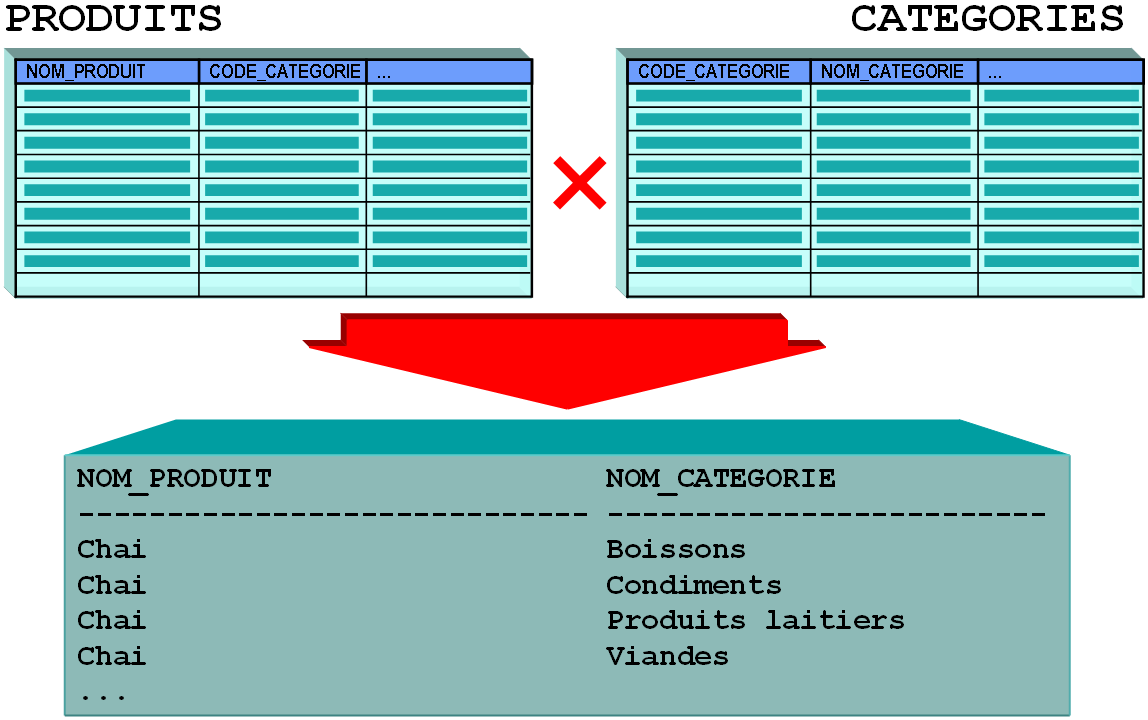 PRODUITS
CATEGORIES
NOM_PRODUIT CODE_CATEGORIE ...
CODE_CATEGORIE NOM_CATEGORIE ...
NOM_PRODUIT NOM_CATEGORIE
----------------------------- -------------------------
Chai Boissons
Chai Condiments
Chai Produits laitiers
Chai Viandes
...